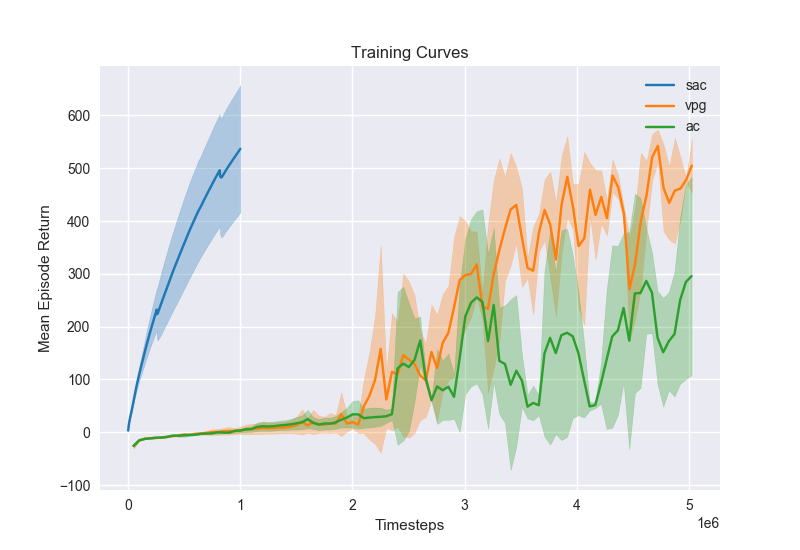 Training Curves
Mean Episode Return
600
500
400
300
200
100
0
−100
sac
vpg
ac
0 1 2 3 4 5
1e6
Timesteps